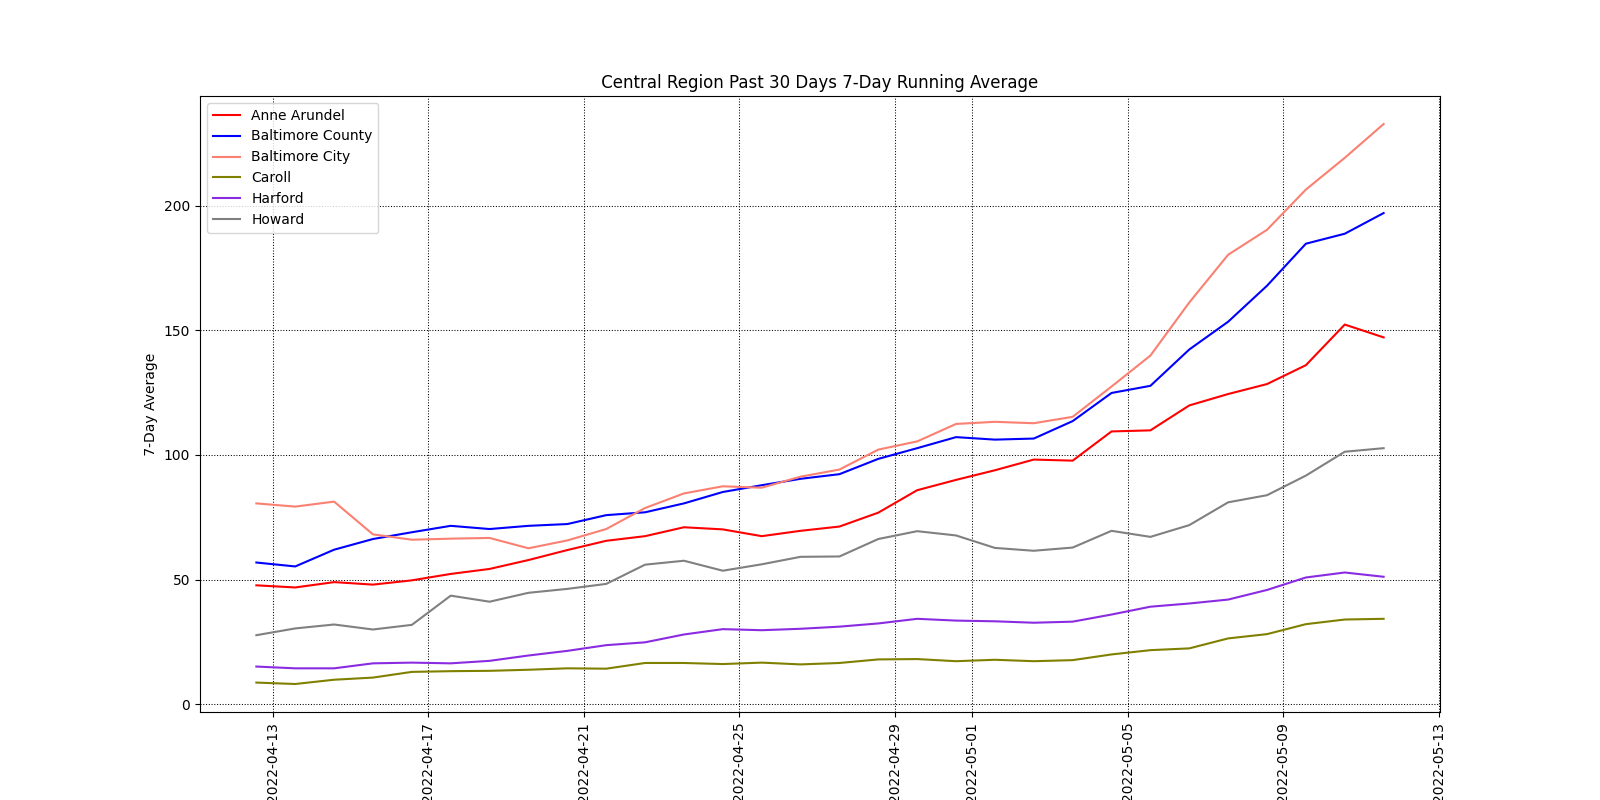 Central Region Past 30 Days 7-Day Running Average
Anne Arundel
Baltimore County
Baltimore City
Caroll
Harford
Howard
7-Day Average
200
150
100
50
0
2022-04-13
2022-04-17
2022-04-21
2022-04-25
2022-04-29
2022-05-01
2022-05-05
2022-05-09
2022-05-13